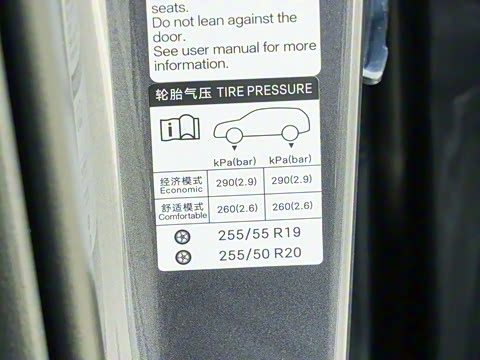 seats.
Do not lean against the
door.
See user manual for more
information.
轮胎气压 TIRE PRESSURE
kPa(bar) kPa(bar)
经济模式 290(2.9) 290(2.9)
Economic
舒适模式 260(2.6) 260(2.6)
Comfortable
255/55 R19
255/50 R20